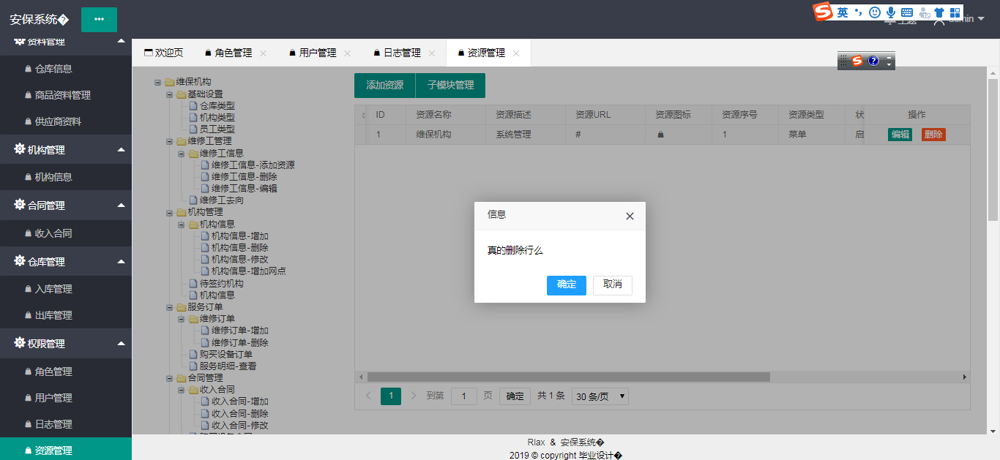 安保系统�
英
主题
admin
资料管理
仓库信息
商品资料管理
供应商资料
机构管理
机构信息
合同管理
收入合同
仓库管理
入库管理
出库管理
权限管理
角色管理
用户管理
日志管理
资源管理
欢迎页 角色管理 用户管理 日志管理 资源管理
维保机构
基础设置
仓库类型
机构类型
员工类型
维修工管理
维修工信息
维修工信息-添加资源
维修工信息-删除
维修工信息-编辑
维修工去向
机构管理
机构信息
机构信息-增加
机构信息-删除
机构信息-修改
机构信息-增加网点
待签约机构
机构信息
服务订单
维修订单
维修订单-增加
维修订单-删除
购买设备订单
服务明细-查看
合同管理
收入合同
收入合同-增加
收入合同-删除
收入合同-修改
添加资源 子模块管理
ID 资源名称 资源描述 资源URL 资源图标 资源序号 资源类型 状 操作
1 维保机构 系统管理 # 1 菜单 启 编辑 删除
信息
真的删除行么
确定 取消
1 到第 1 页 确定 共 1 条 30 条/页
Rlax & 安保系统�
2019 © copyright 毕业设计�